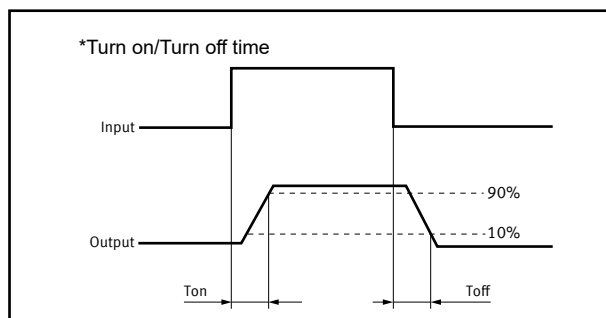 *Turn on/Turn off time
Input
90%
10%
Output
Ton
Toff